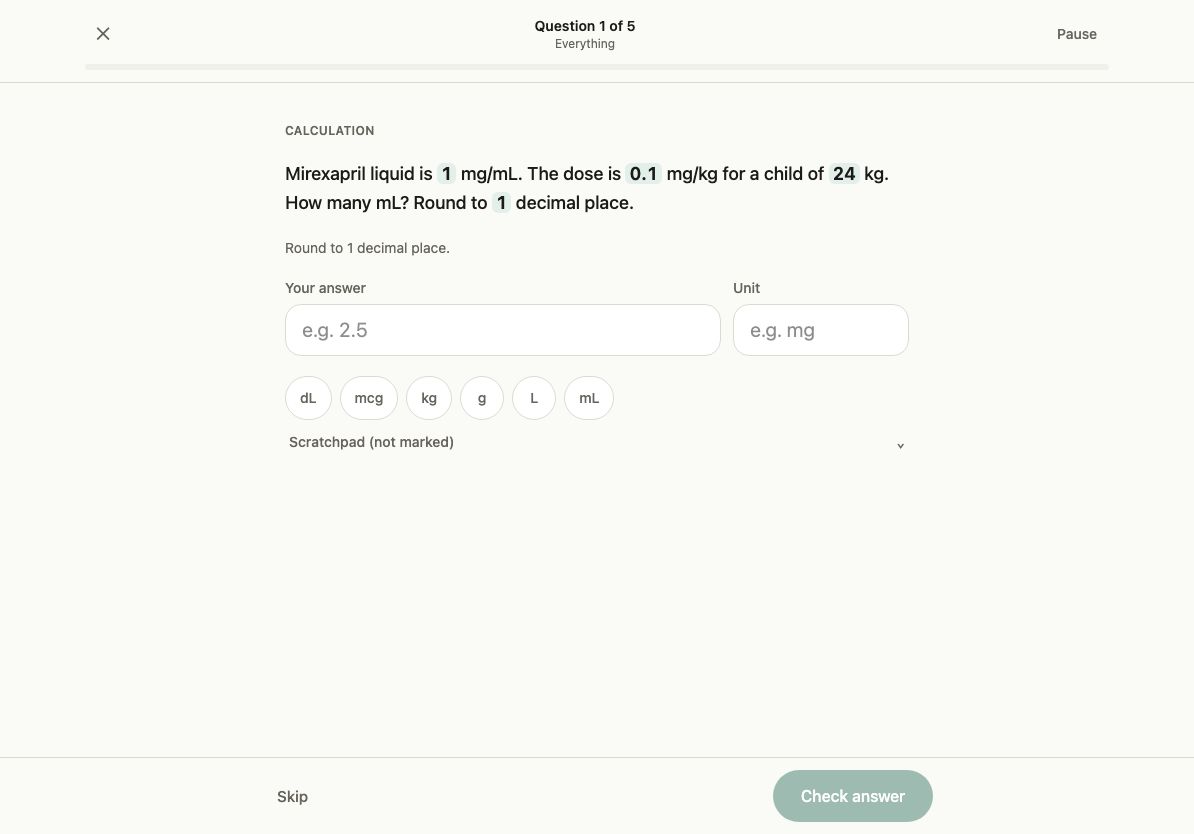 Question 1 of 5
Everything
Pause
CALCULATION
Mirexapril liquid is 1 mg/mL. The dose is 0.1 mg/kg for a child of 24 kg.
How many mL? Round to 1 decimal place.
Round to 1 decimal place.
Your answer
Unit
e.g. 2.5
e.g. mg
dL
mcg
kg
g
L
mL
Scratchpad (not marked)
Skip
Check answer